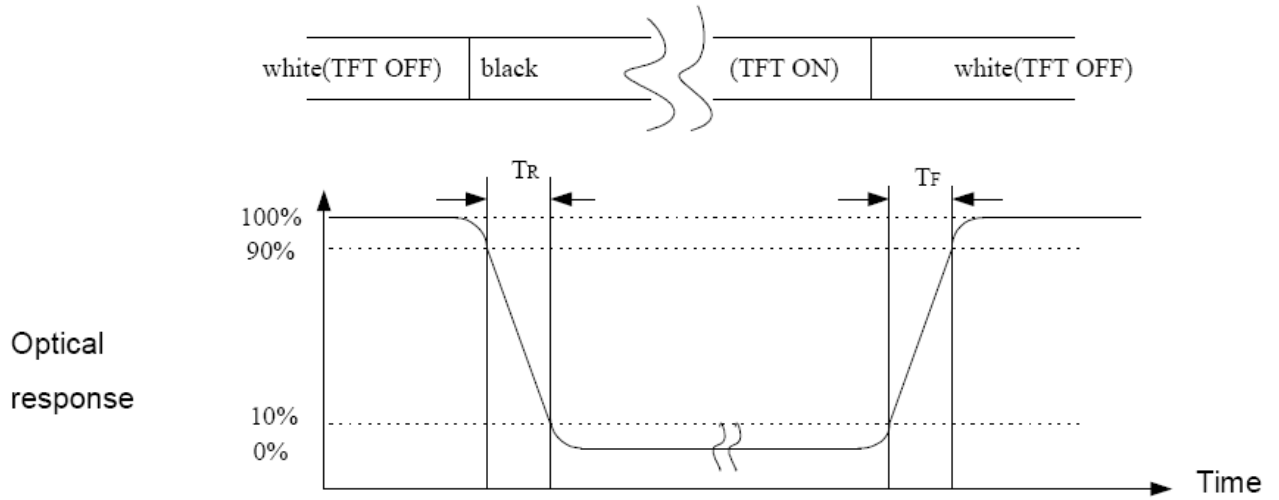 white(TFT OFF) black (TFT ON) white(TFT OFF)
TR TF
100%
90%
Optical
response
10%
0%
Time